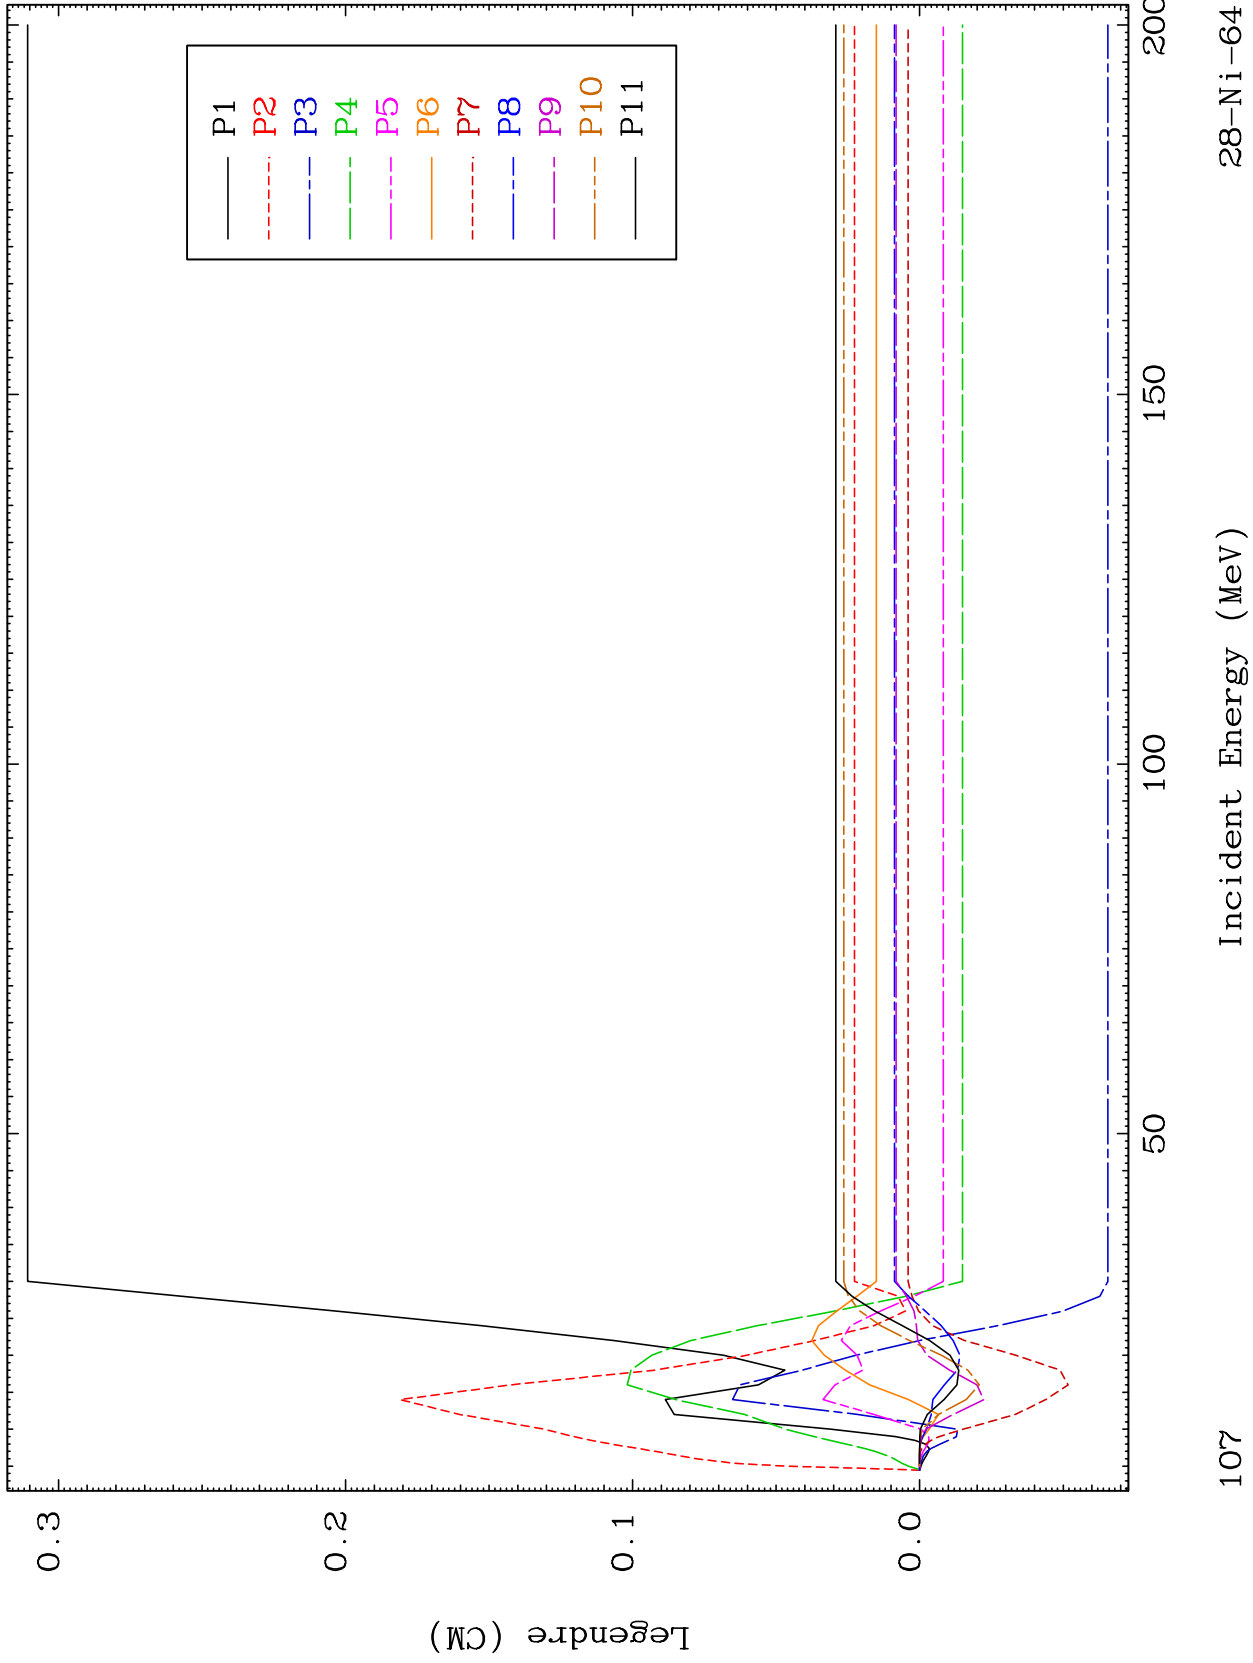 Legendre (CM)
0.3
0.2
0.1
0.0
P1
P2
P3
P4
P5
P6
P7
P8
P9
P10
P11
50
100
150
200
107
Incident Energy (MeV)
28-Ni-64